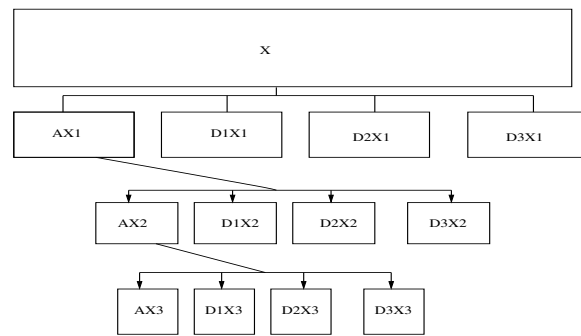 X
AX1 D1X1 D2X1 D3X1
AX2 D1X2 D2X2 D3X2
AX3 D1X3 D2X3 D3X3